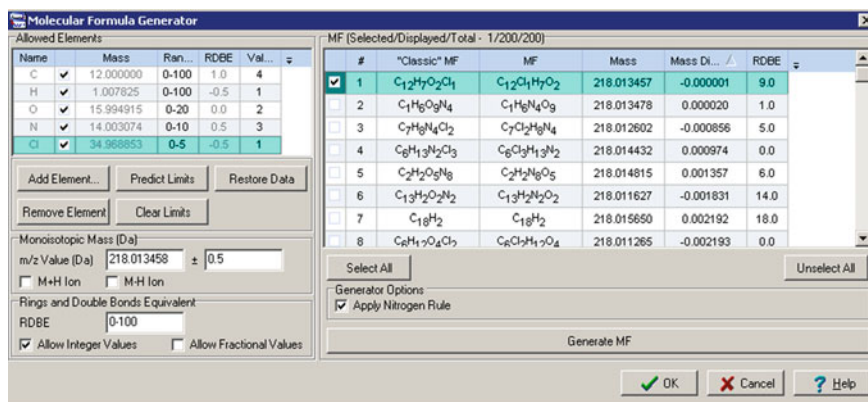 Molecular Formula Generator
Allowed Elements
Name Mass Ran... RDBE Val...
C 12.000000 0-100 1.0 4
H 1.007825 0-100 -0.5 1
O 15.994915 0-20 0.0 2
N 14.003074 0-10 0.5 3
Cl 34.968853 0-5 -0.5 1
Add Element... Predict Limits Restore Data
Remove Element Clear Limits
Monoisotopic Mass (Da)
m/z Value (Da) 218.013458 ± 0.5
M+H Ion M-H Ion
Rings and Double Bonds Equivalent
RDBE 0-100
Allow Integer Values Allow Fractional Values
MF (Selected/Displayed/Total - 1/200/200)
# "Classic" MF MF Mass Mass Di... RDBE
1 C12H7O2Cl1 C12Cl1H7O2 218.013457 -0.000001 9.0
2 C1H6O9N4 C1H6N4O9 218.013478 0.000020 1.0
3 C7H8N4Cl2 C7Cl2H8N4 218.012602 -0.000856 5.0
4 C6H13N2Cl3 C6Cl3H13N2 218.014432 0.000974 0.0
5 C2H2O5N8 C2H2N8O5 218.014815 0.001357 6.0
6 C13H2O2N2 C13H2N2O2 218.011627 -0.001831 14.0
7 C18H2 C18H2 218.015650 0.002192 18.0
8 C6H12O4Cl2 C6Cl2H12O4 218.011265 -0.002193 0.0
Select All Unselect All
Generator Options
Apply Nitrogen Rule
Generate MF
OK Cancel Help